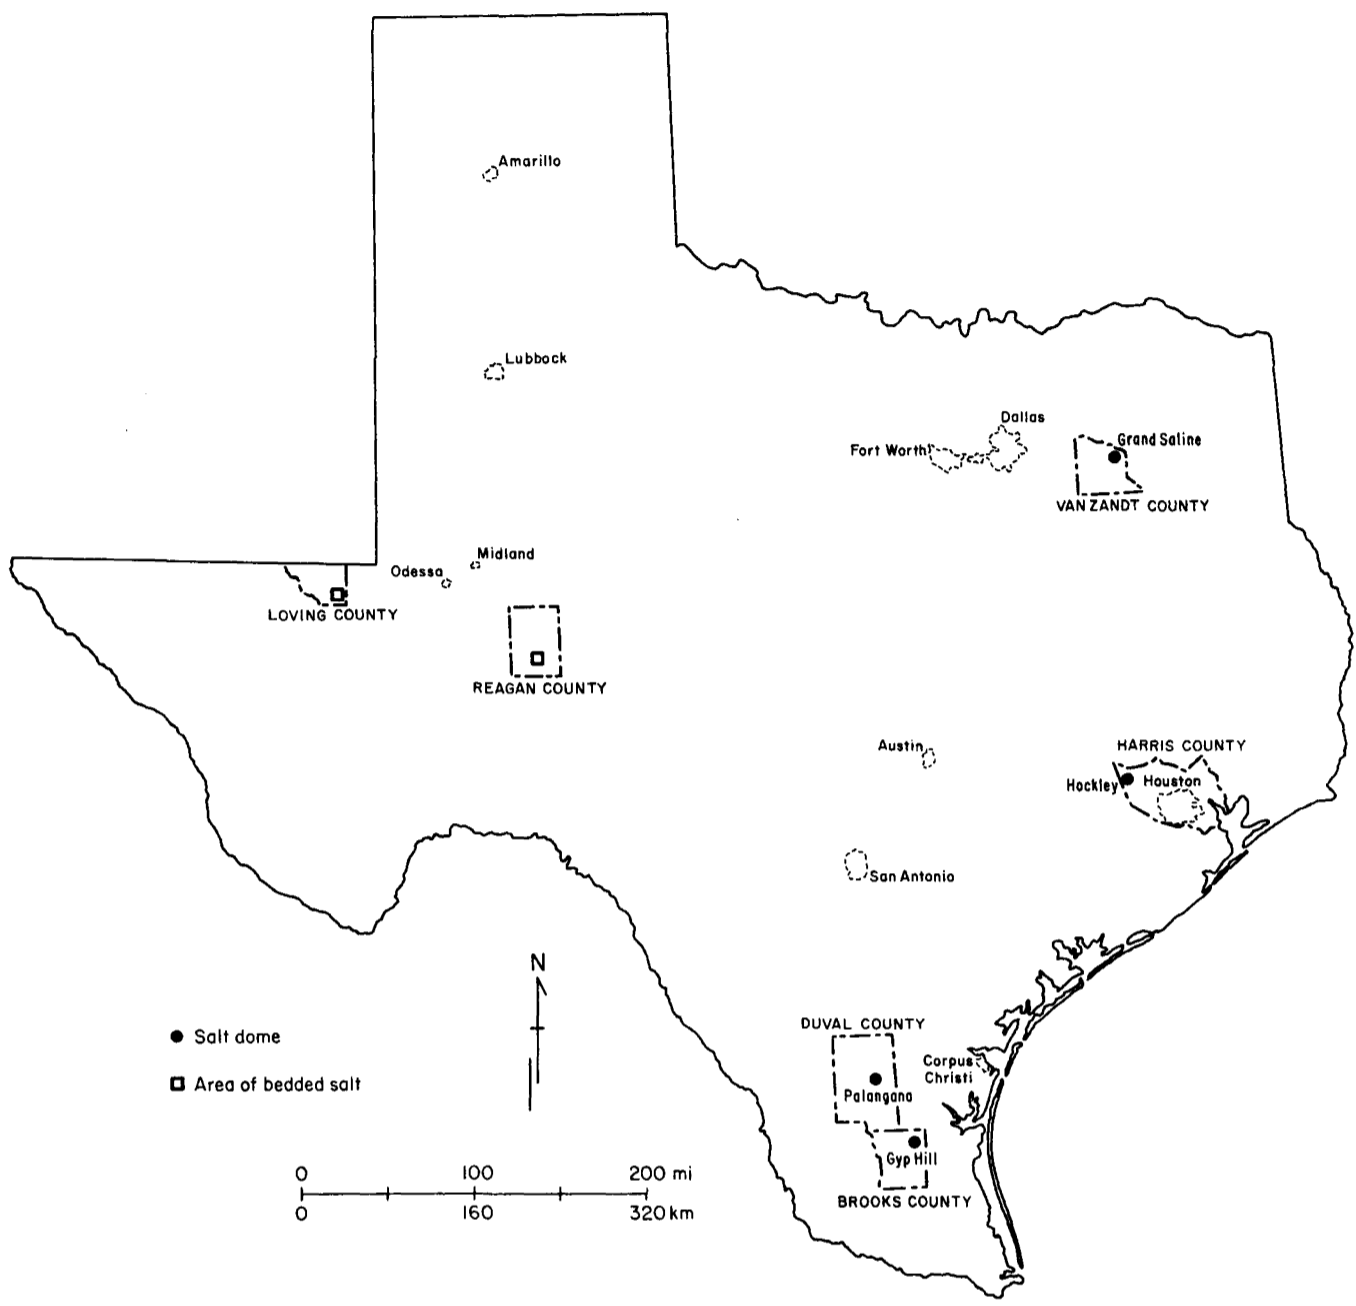 Amarillo
Lubbock
Dallas
Fort Worth
Grand Saline
VAN ZANDT COUNTY
Midland
Odessa
LOVING COUNTY
REAGAN COUNTY
Austin
HARRIS COUNTY
Hockley
Houston
San Antonio
N
Salt dome
Area of bedded salt
DUVAL COUNTY
Corpus
Christi
Palangana
Gyp Hill
BROOKS COUNTY
0 100 200 mi
0 160 320 km